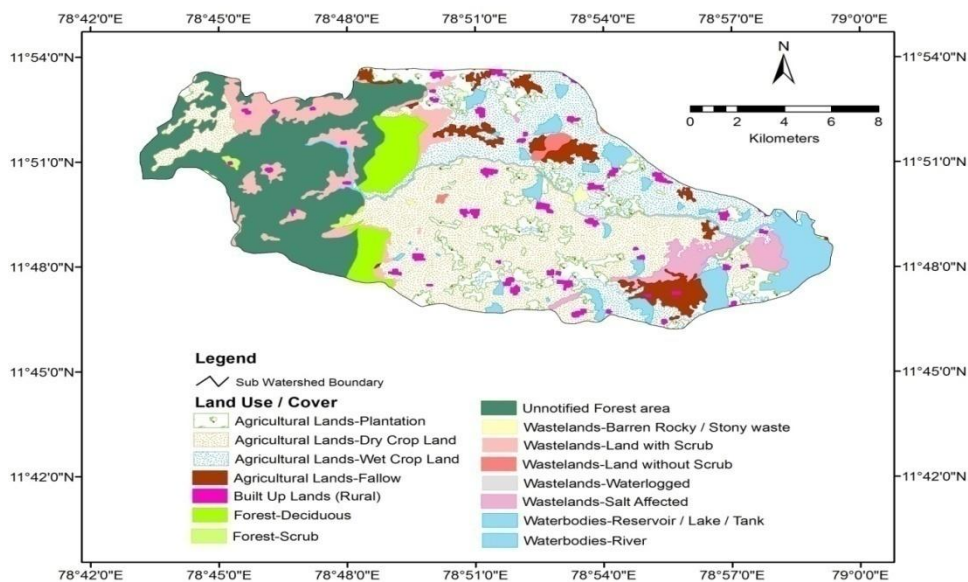 78°42'0"E 78°45'0"E 78°48'0"E 78°51'0"E 78°54'0"E 78°57'0"E 79°0'0"E
11°54'0"N 11°54'0"N
N
0 1 2 4 6 8
Kilometers
11°51'0"N 11°51'0"N
11°48'0"N 11°48'0"N
11°45'0"N 11°45'0"N
11°42'0"N 11°42'0"N
Legend
Sub Watershed Boundary
Land Use / Cover
Agricultural Lands-Plantation
Agricultural Lands-Dry Crop Land
Agricultural Lands-Wet Crop Land
Agricultural Lands-Fallow
Built Up Lands (Rural)
Forest-Deciduous
Forest-Scrub
Unnotified Forest area
Wastelands-Barren Rocky / Stony waste
Wastelands-Land with Scrub
Wastelands-Land without Scrub
Wastelands-Waterlogged
Wastelands-Salt Affected
Waterbodies-Reservoir / Lake / Tank
Waterbodies-River
78°42'0"E 78°45'0"E 78°48'0"E 78°51'0"E 78°54'0"E 78°57'0"E 79°0'0"E